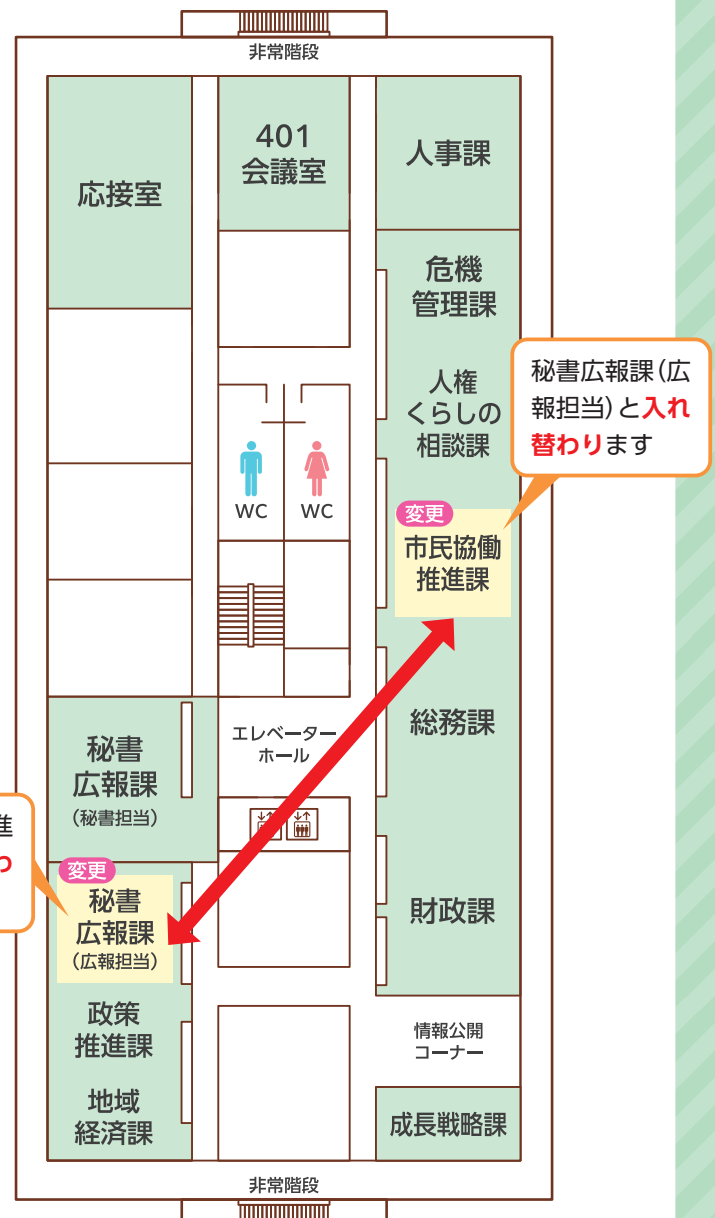 非常階段
応接室
401
会議室
人事課
危機
管理課
人権
くらしの
相談課
秘書広報課(広
報担当)と入れ
替わります
WC
WC
変更
市民協働
推進課
総務課
エレベーター
ホール
秘書
広報課
(秘書担当)
進
わ
変更
秘書
広報課
(広報担当)
財政課
政策
推進課
地域
経済課
情報公開
コーナー
成長戦略課
非常階段